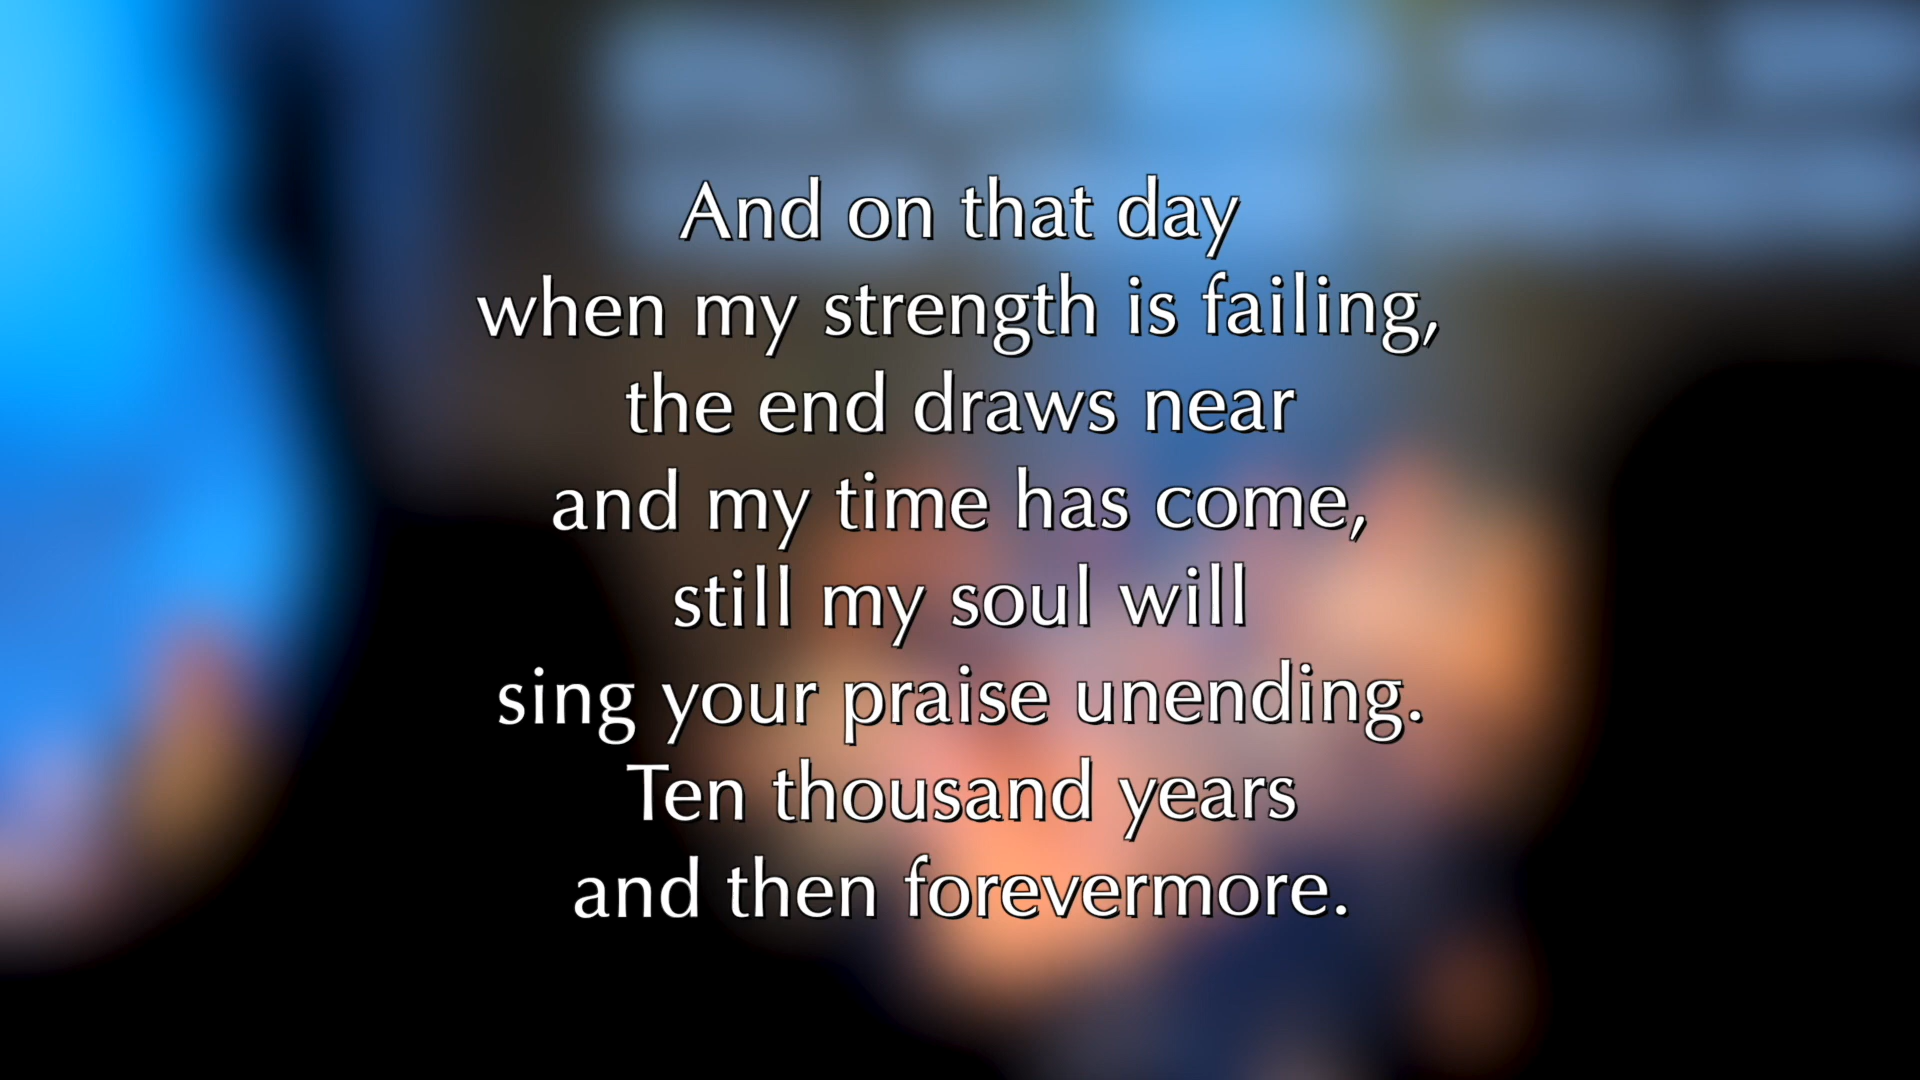 And on that day
when my strength is failing,
the end draws near
and my time has come,
still my soul will
sing your praise unending.
Ten thousand years
and then forevermore.